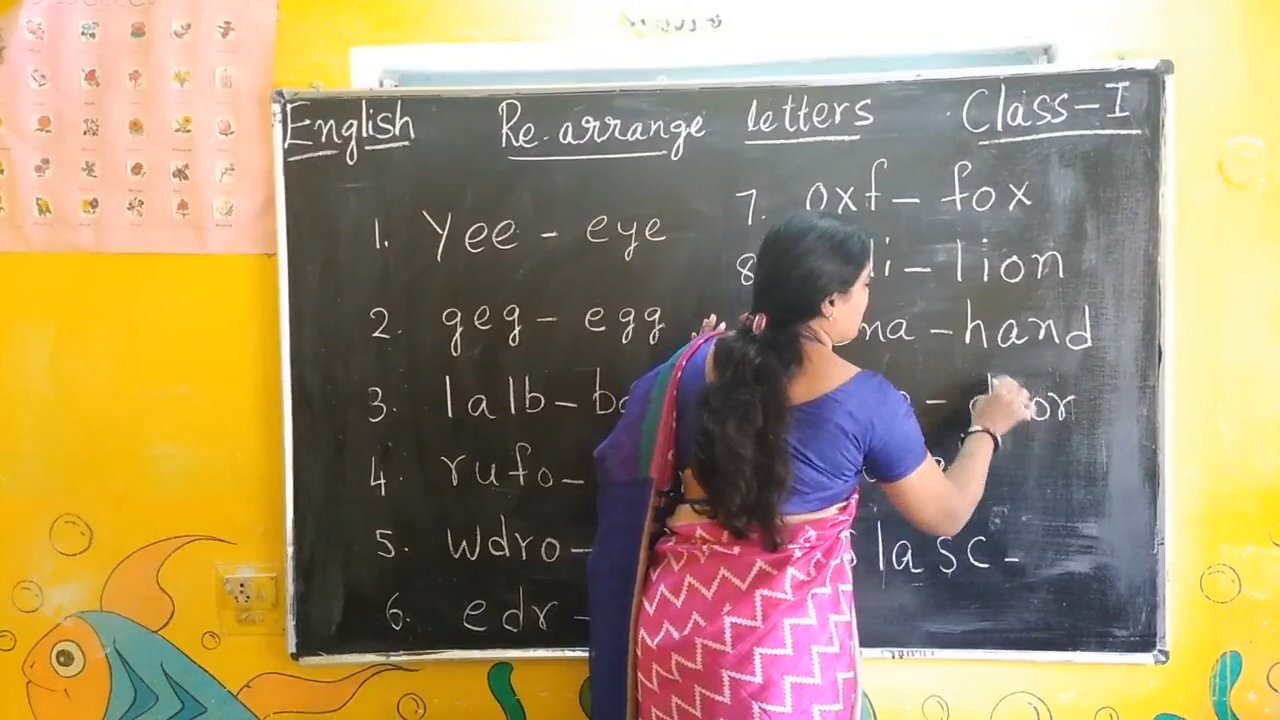 English Re-arrange letters Class-I
1. Yee - eye
2. geg - egg
3. lalb -
4. rufo -
5. wdro -
6. edr -
7. oxf - fox
8 - lion
- hand
-
lasc -